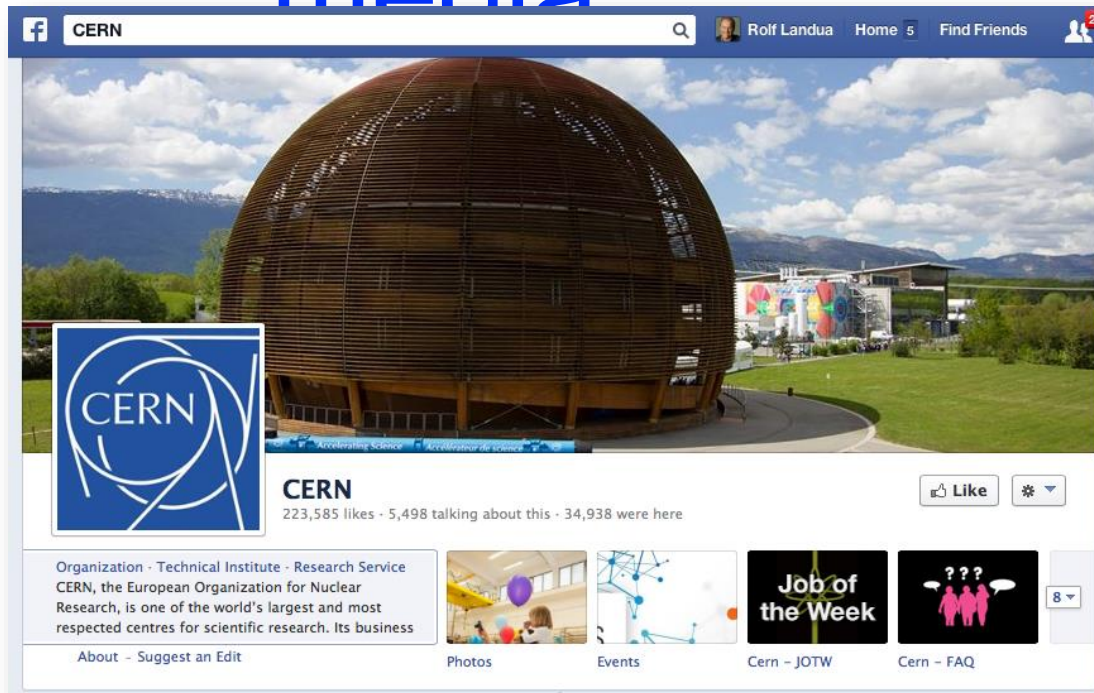 media
CERN
Rolf Landua
Home 5
Find Friends
2
CERN
Accelerating Science
Accélérateur de science
CERN
223,585 likes · 5,498 talking about this · 34,938 were here
Like
Organization · Technical Institute · Research Service
CERN, the European Organization for Nuclear
Research, is one of the world's largest and most
respected centres for scientific research. Its business
About – Suggest an Edit
Photos
Events
Job of
the Week
Cern – JOTW
? ? ?
Cern – FAQ
8